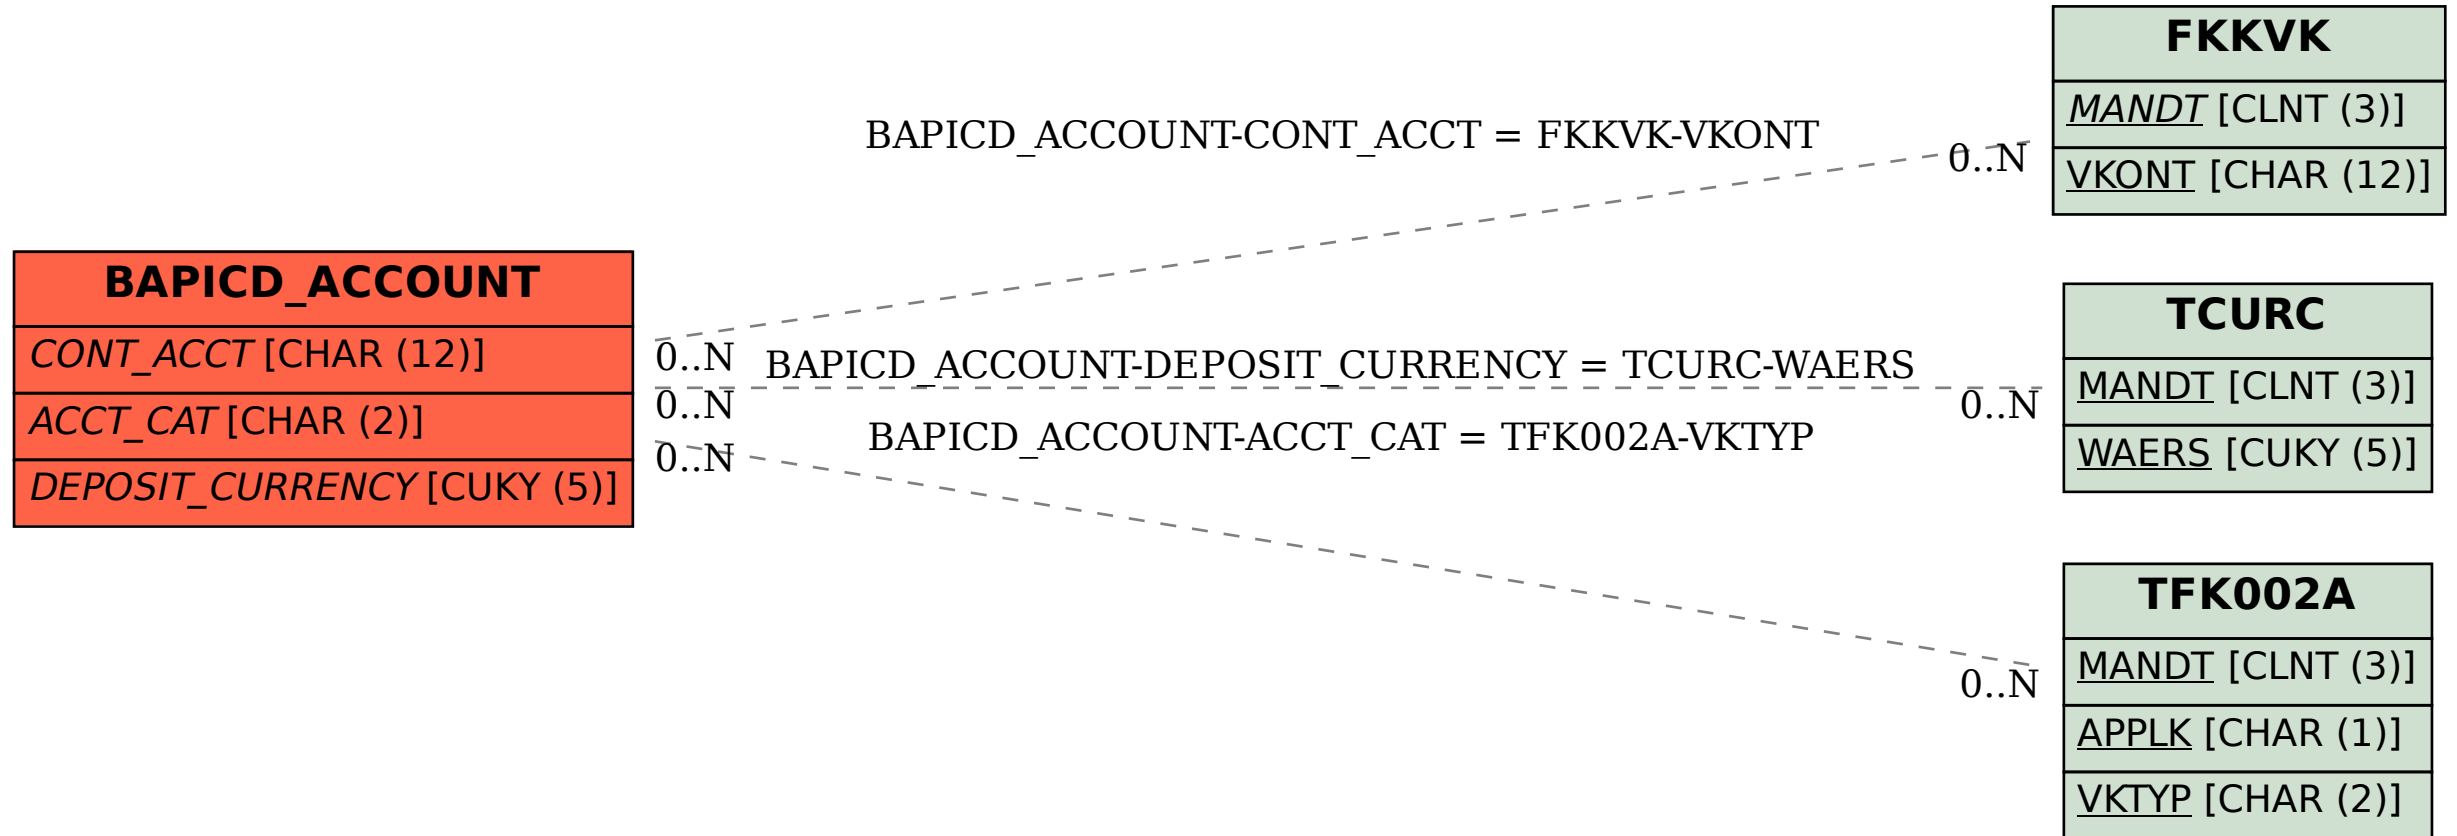 FKKVK
MANDT [CLNT (3)]
VKONT [CHAR (12)]
BAPICD_ACCOUNT-CONT_ACCT = FKKVK-VKONT
0..N
BAPICD_ACCOUNT
CONT_ACCT [CHAR (12)]
ACCT_CAT [CHAR (2)]
DEPOSIT_CURRENCY [CUKY (5)]
0..N
BAPICD_ACCOUNT-DEPOSIT_CURRENCY = TCURC-WAERS
0..N
0..N
BAPICD_ACCOUNT-ACCT_CAT = TFK002A-VKTYP
0..N
TCURC
MANDT [CLNT (3)]
WAERS [CUKY (5)]
0..N
TFK002A
MANDT [CLNT (3)]
APPLK [CHAR (1)]
VKTYP [CHAR (2)]